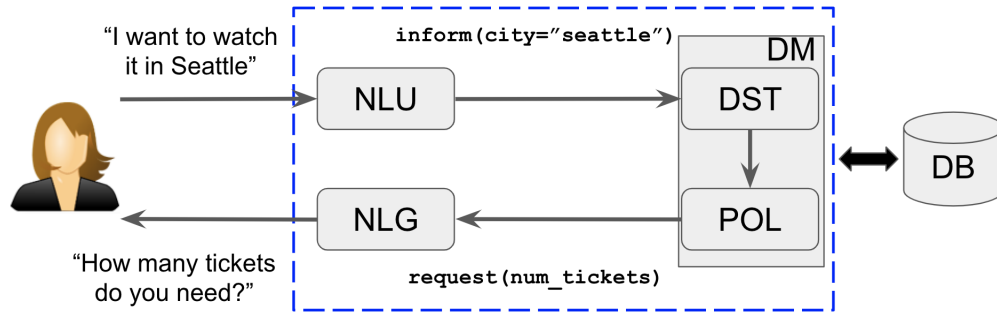 “I want to watch
it in Seattle”
inform(city=”seattle”)
DM
NLU
DST
DB
NLG
POL
“How many tickets
do you need?”
request(num_tickets)